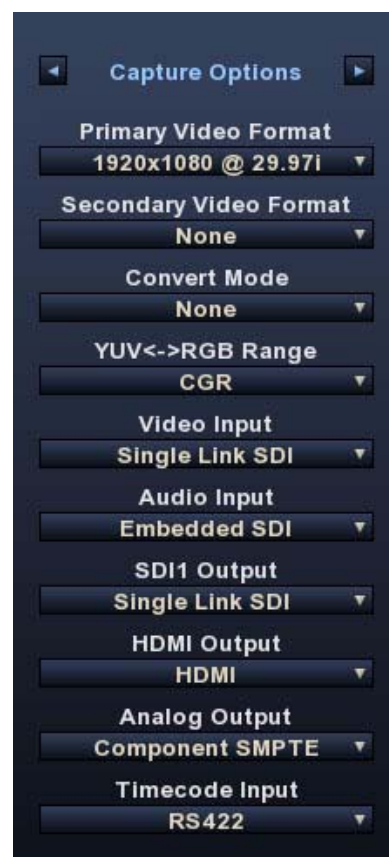 Capture Options
Primary Video Format
1920x1080 @ 29.97i
Secondary Video Format
None
Convert Mode
None
YUV<->RGB Range
CGR
Video Input
Single Link SDI
Audio Input
Embedded SDI
SDI1 Output
Single Link SDI
HDMI Output
HDMI
Analog Output
Component SMPTE
Timecode Input
RS422